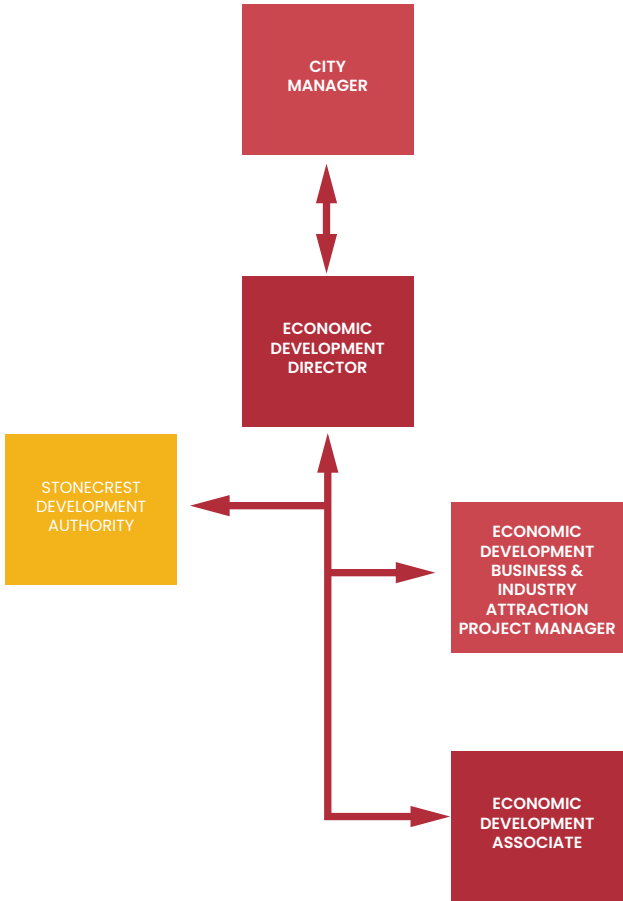 CITY
MANAGER
ECONOMIC
DEVELOPMENT
DIRECTOR
STONECREST
DEVELOPMENT
AUTHORITY
ECONOMIC
DEVELOPMENT
BUSINESS &
INDUSTRY
ATTRACTION
PROJECT MANAGER
ECONOMIC
DEVELOPMENT
ASSOCIATE